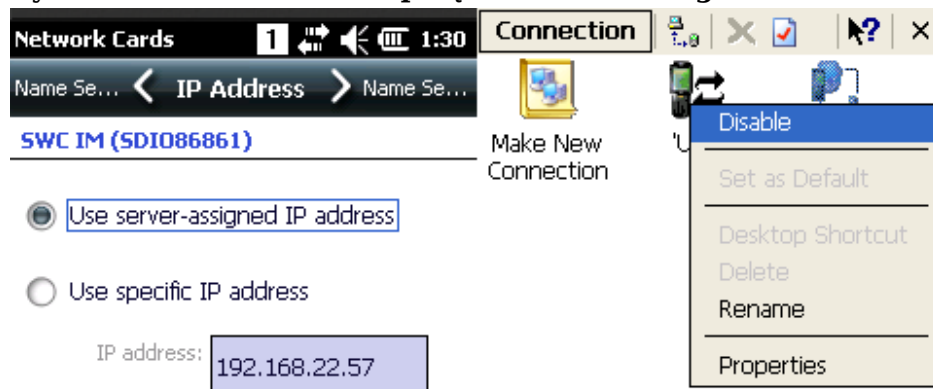 Network Cards 1 1:30
Name Se... IP Address Name Se...
SWC IM (SDIO86861)
Use server-assigned IP address
Use specific IP address
IP address: 192.168.22.57
Connection
Make New
Connection
'U
Disable
Set as Default
Desktop Shortcut
Delete
Rename
Properties